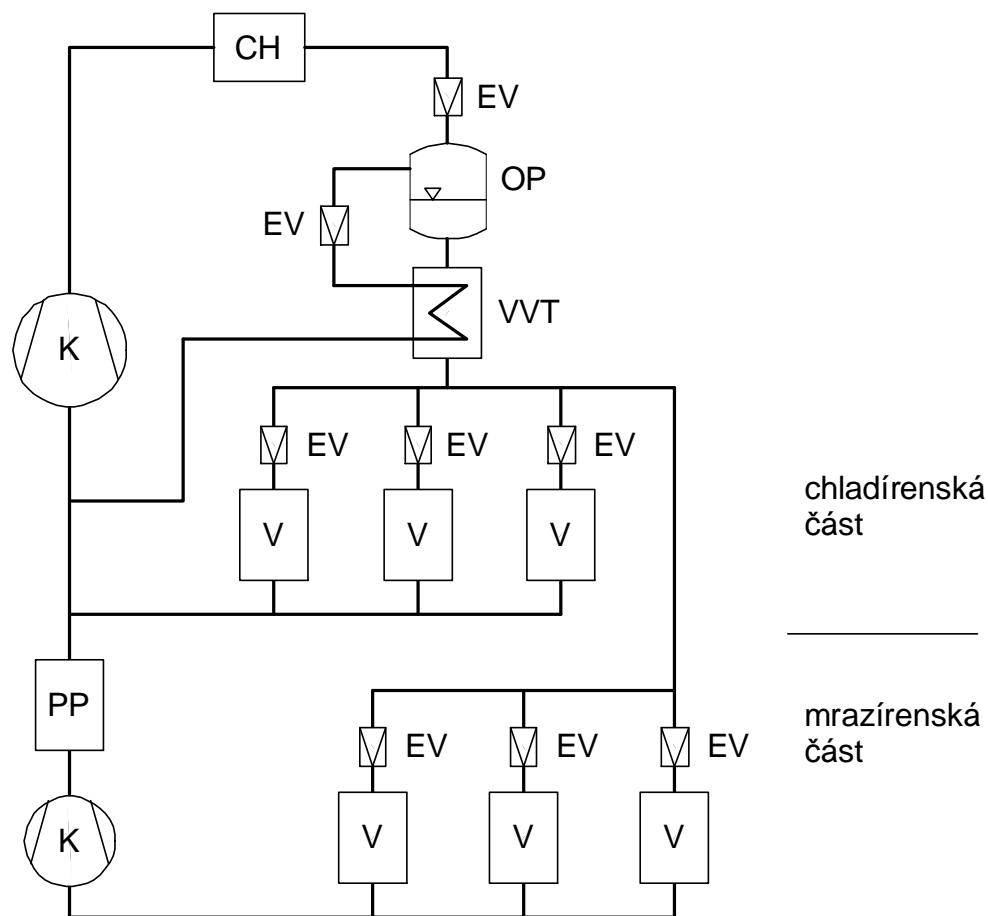 CH
EV
OP
EV
VVT
K
EV
EV
EV
V
V
V
chladírenská
část
PP
mrazírenská
část
EV
EV
EV
K
V
V
V